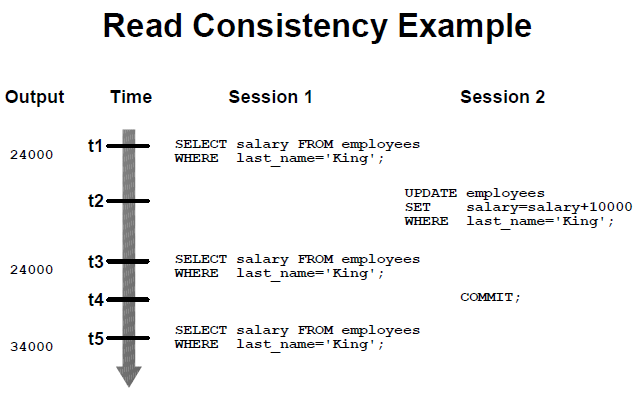 Read Consistency Example
Output Time Session 1 Session 2
t1 SELECT salary FROM employees
24000 WHERE last_name='King';
UPDATE employees
t2 SET salary=salary+10000
WHERE last_name='King';
t3 SELECT salary FROM employees
24000 WHERE last_name='King';
t4 COMMIT;
t5 SELECT salary FROM employees
34000 WHERE last_name='King';